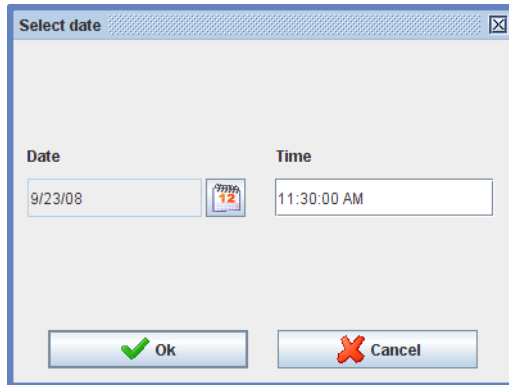 Select date
Date
Time
9/23/08
12
11:30:00 AM
Ok
Cancel